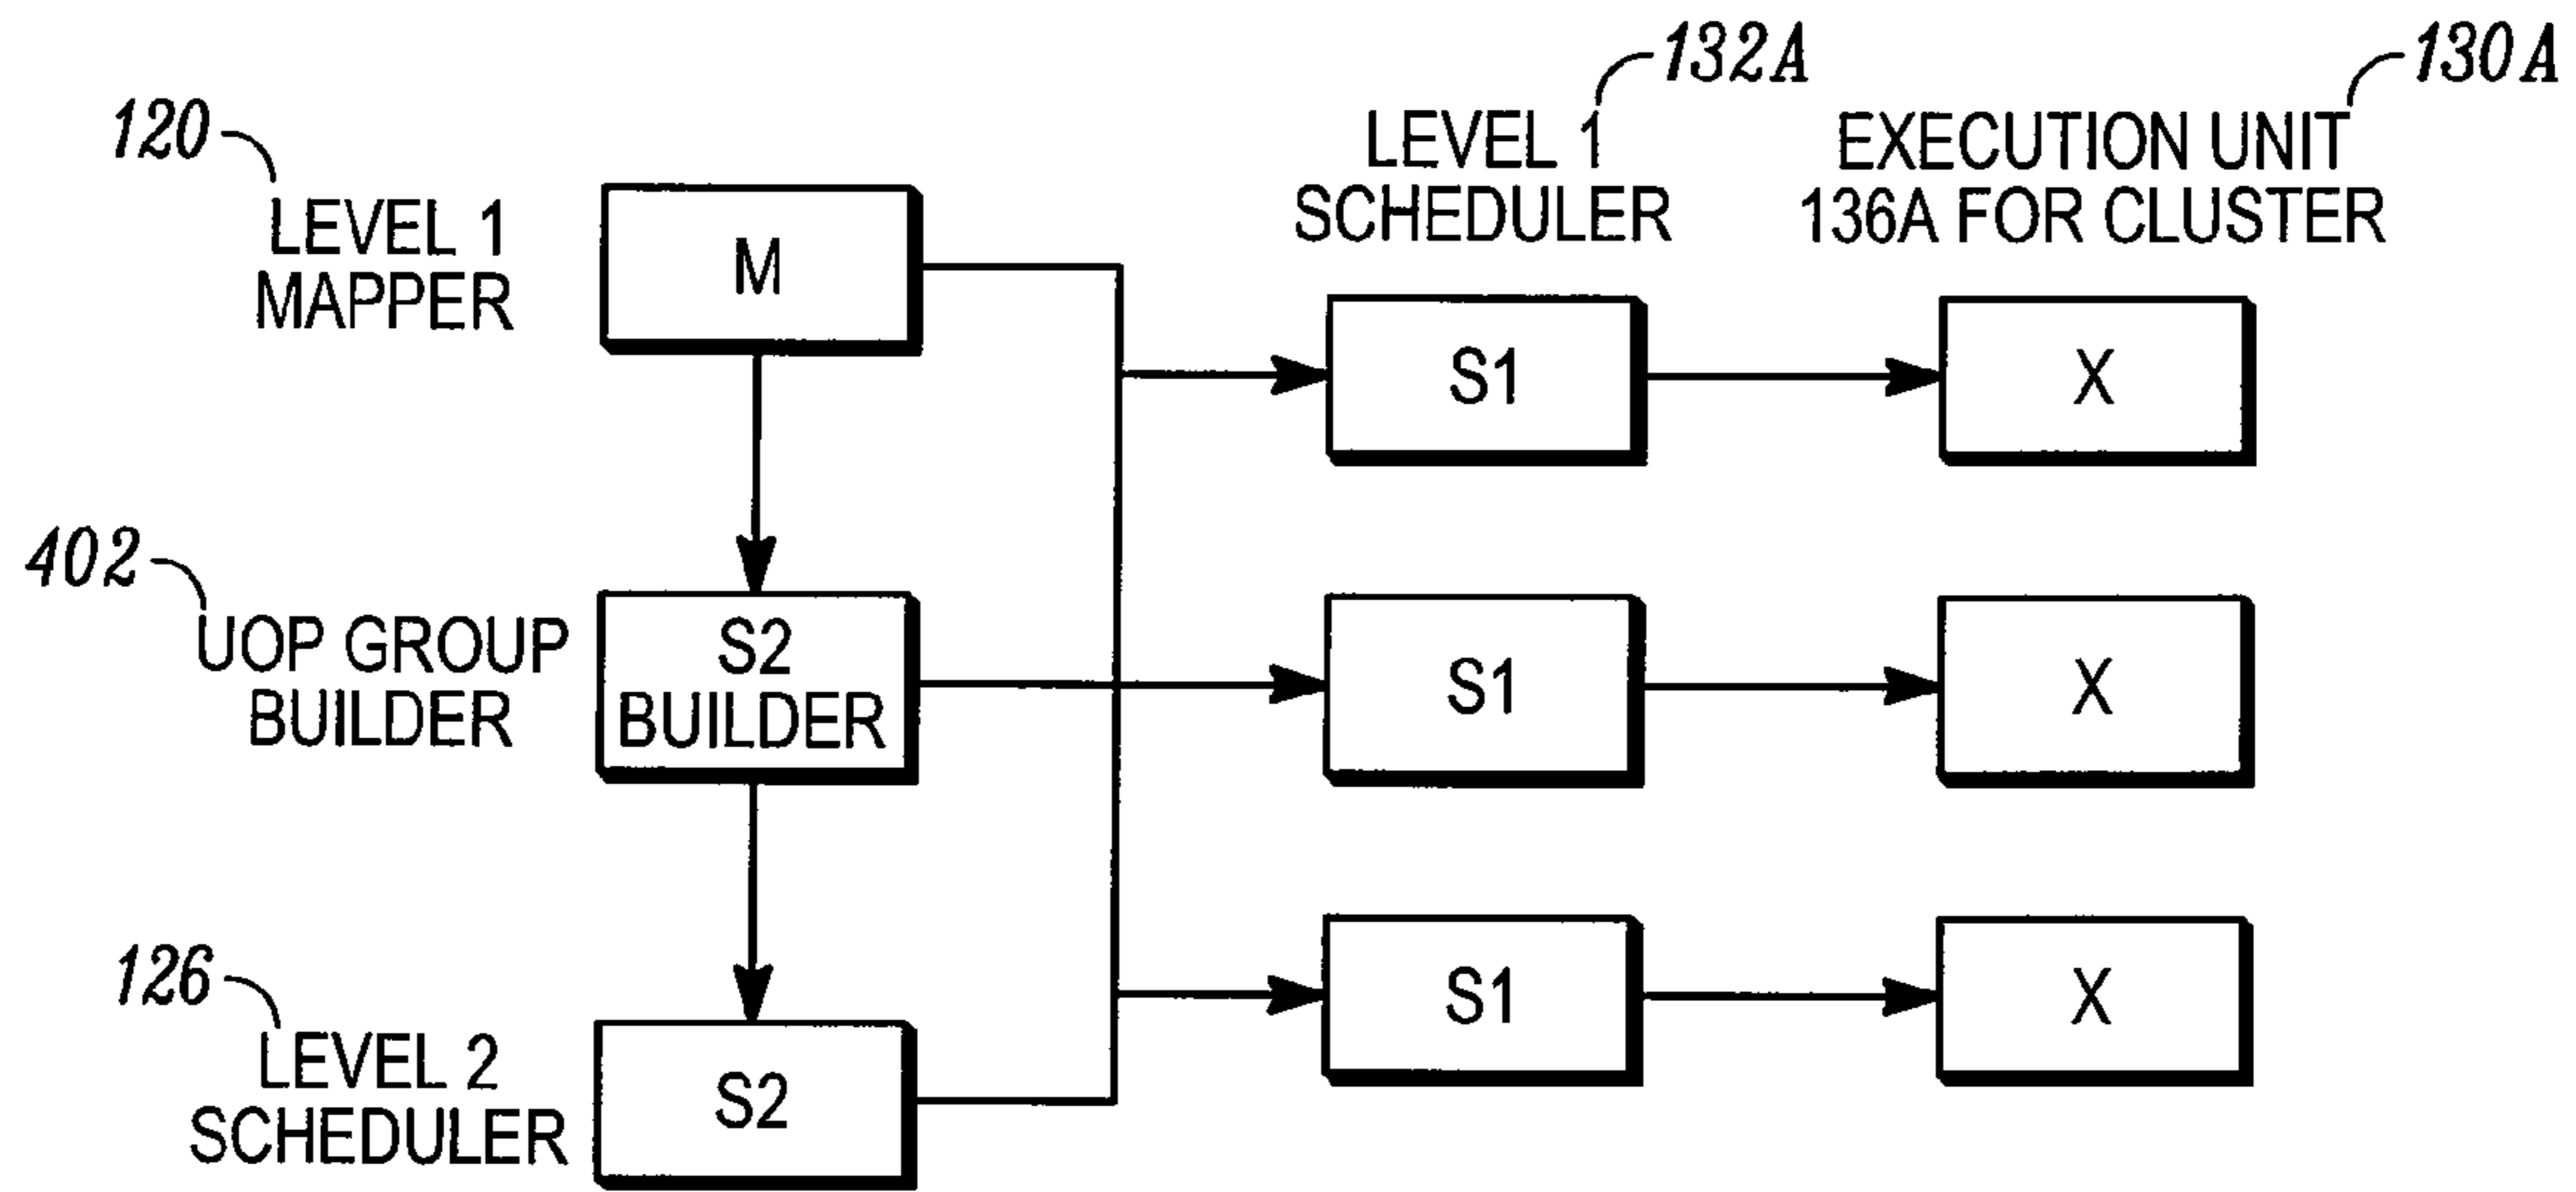 120
LEVEL 1
MAPPER
M
132A
LEVEL 1
SCHEDULER
130A
EXECUTION UNIT
136A FOR CLUSTER
S1
X
402
UOP GROUP
BUILDER
S2
BUILDER
S1
X
126
LEVEL 2
SCHEDULER
S2
S1
X